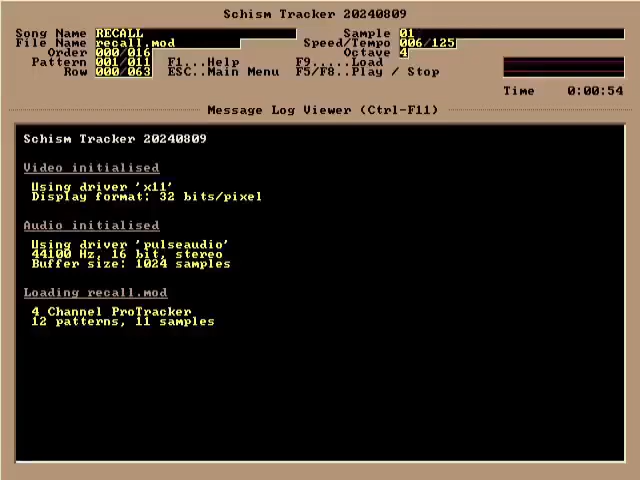 Schism Tracker 20240809
Song Name RECALL Sample 01
File Name recall.mod Speed/Tempo 006/125
Order 000/016 Octave 4
Pattern 001/011 F1...Help F9.....Load
Row 000/063 ESC..Main Menu F5/F8..Play / Stop
Time 0:00:54
Message Log Viewer (Ctrl-F11)
Schism Tracker 20240809
Video initialised
Using driver 'x11'
Display format: 32 bits/pixel
Audio initialised
Using driver 'pulseaudio'
44100 Hz, 16 bit, stereo
Buffer size: 1024 samples
Loading recall.mod
4 Channel ProTracker
12 patterns, 11 samples